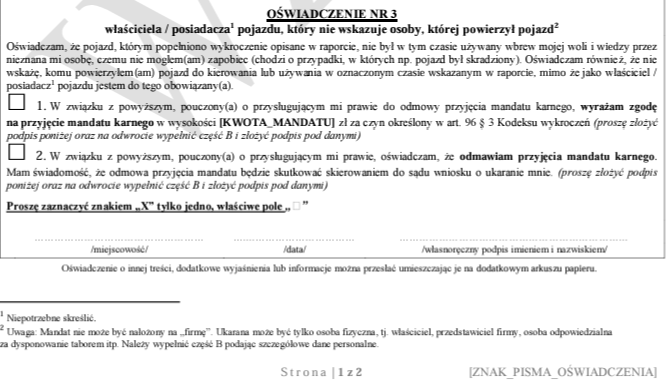 OŚWIADCZENIE NR 3
właściciela / posiadacza¹ pojazdu, który nie wskazuje osoby, której powierzył pojazd²
Oświadczam, że pojazd, którym popełniono wykroczenie opisane w raporcie, nie był w tym czasie używany wbrew mojej woli i wiedzy przez
nieznana mi osobę, czemu nie mogłem(am) zapobiec (chodzi o przypadki, w których np. pojazd był skradziony). Oświadczam również, że nie
wskażę, komu powierzyłem(am) pojazd do kierowania lub używania w oznaczonym czasie wskazanym w raporcie, mimo że jako właściciel /
posiadacz¹ pojazdu jestem do tego obowiązany(a).
☐ 1. W związku z powyższym, pouczony(a) o przysługującym mi prawie do odmowy przyjęcia mandatu karnego, wyrażam zgodę
na przyjęcie mandatu karnego w wysokości [KWOTA_MANDATU] zł za czyn określony w art. 96 § 3 Kodeksu wykroczeń (proszę złożyć
podpis poniżej oraz na odwrocie wypełnić część B i złożyć podpis pod danymi)
☐ 2. W związku z powyższym, pouczony(a) o przysługującym mi prawie, oświadczam, że odmawiam przyjęcia mandatu karnego.
Mam świadomość, że odmowa przyjęcia mandatu będzie skutkować skierowaniem do sądu wniosku o ukaranie mnie. (proszę złożyć podpis
poniżej oraz na odwrocie wypełnić część B i złożyć podpis pod danymi)
Proszę zaznaczyć znakiem „X” tylko jedno, właściwe pole „☐”
/miejscowość/ /data/ /własnoręczny podpis imieniem i nazwiskiem/
Oświadczenie o innej treści, dodatkowe wyjaśnienia lub informacje można przesłać umieszczając je na dodatkowym arkuszu papieru.
¹ Niepotrzebne skreślić.
² Uwaga: Mandat nie może być nałożony na „firmę”. Ukarana może być tylko osoba fizyczna, tj. właściciel, przedstawiciel firmy, osoba odpowiedzialna
za dysponowanie taborem itp. Należy wypełnić część B podając szczegółowe dane personalne.
Strona | 1 z 2 [ZNAK_PISMA_OŚWIADCZENIA]